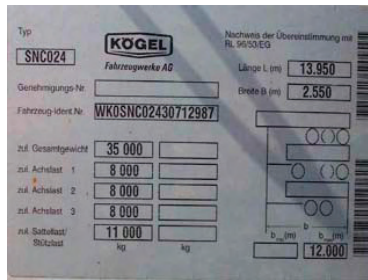 Typ
SNC024
KÖGEL
Fahrzeugwerke AG
Nachweis der Übereinstimmung mit
RL 96/53/EG
Länge L (m) 13.950
Breite B (m) 2.550
Genehmigungs-Nr.
Fahrzeug-Ident.Nr. WK0SNC02430712987
zul. Gesamtgewicht 35 000
zul. Achslast 1 8 000
zul. Achslast 2 8 000
zul. Achslast 3 8 000
zul. Sattellast/
Stützlast 11 000
kg kg
b
b (m) b (m)
12.000